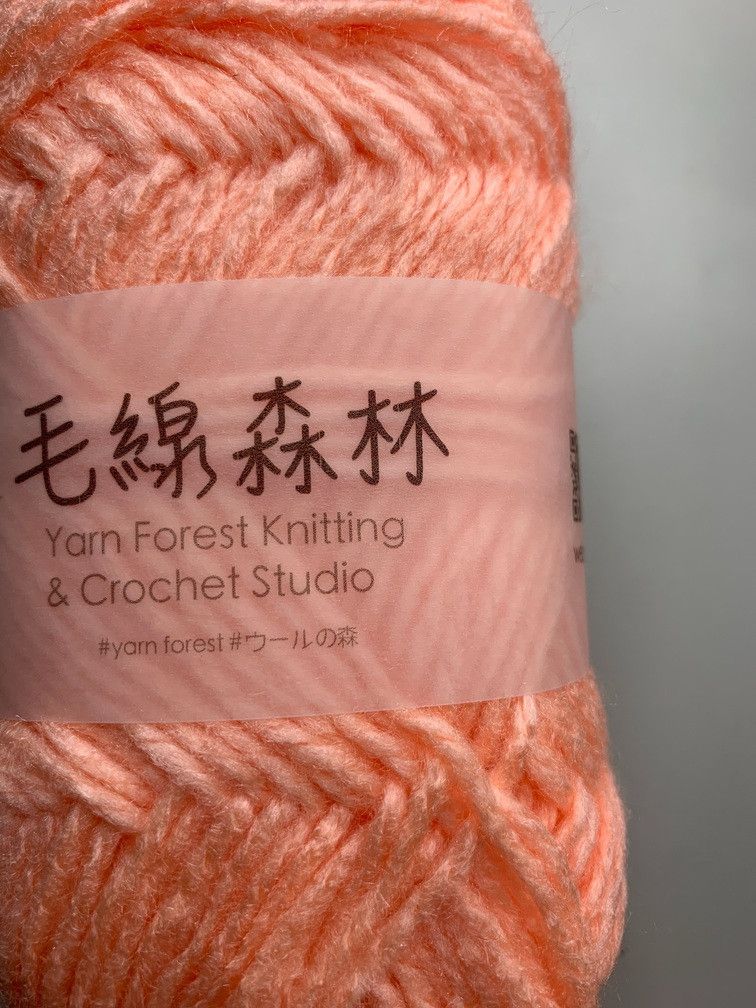 毛線森林
Yarn Forest Knitting
& Crochet Studio
#yarn forest #ウールの森